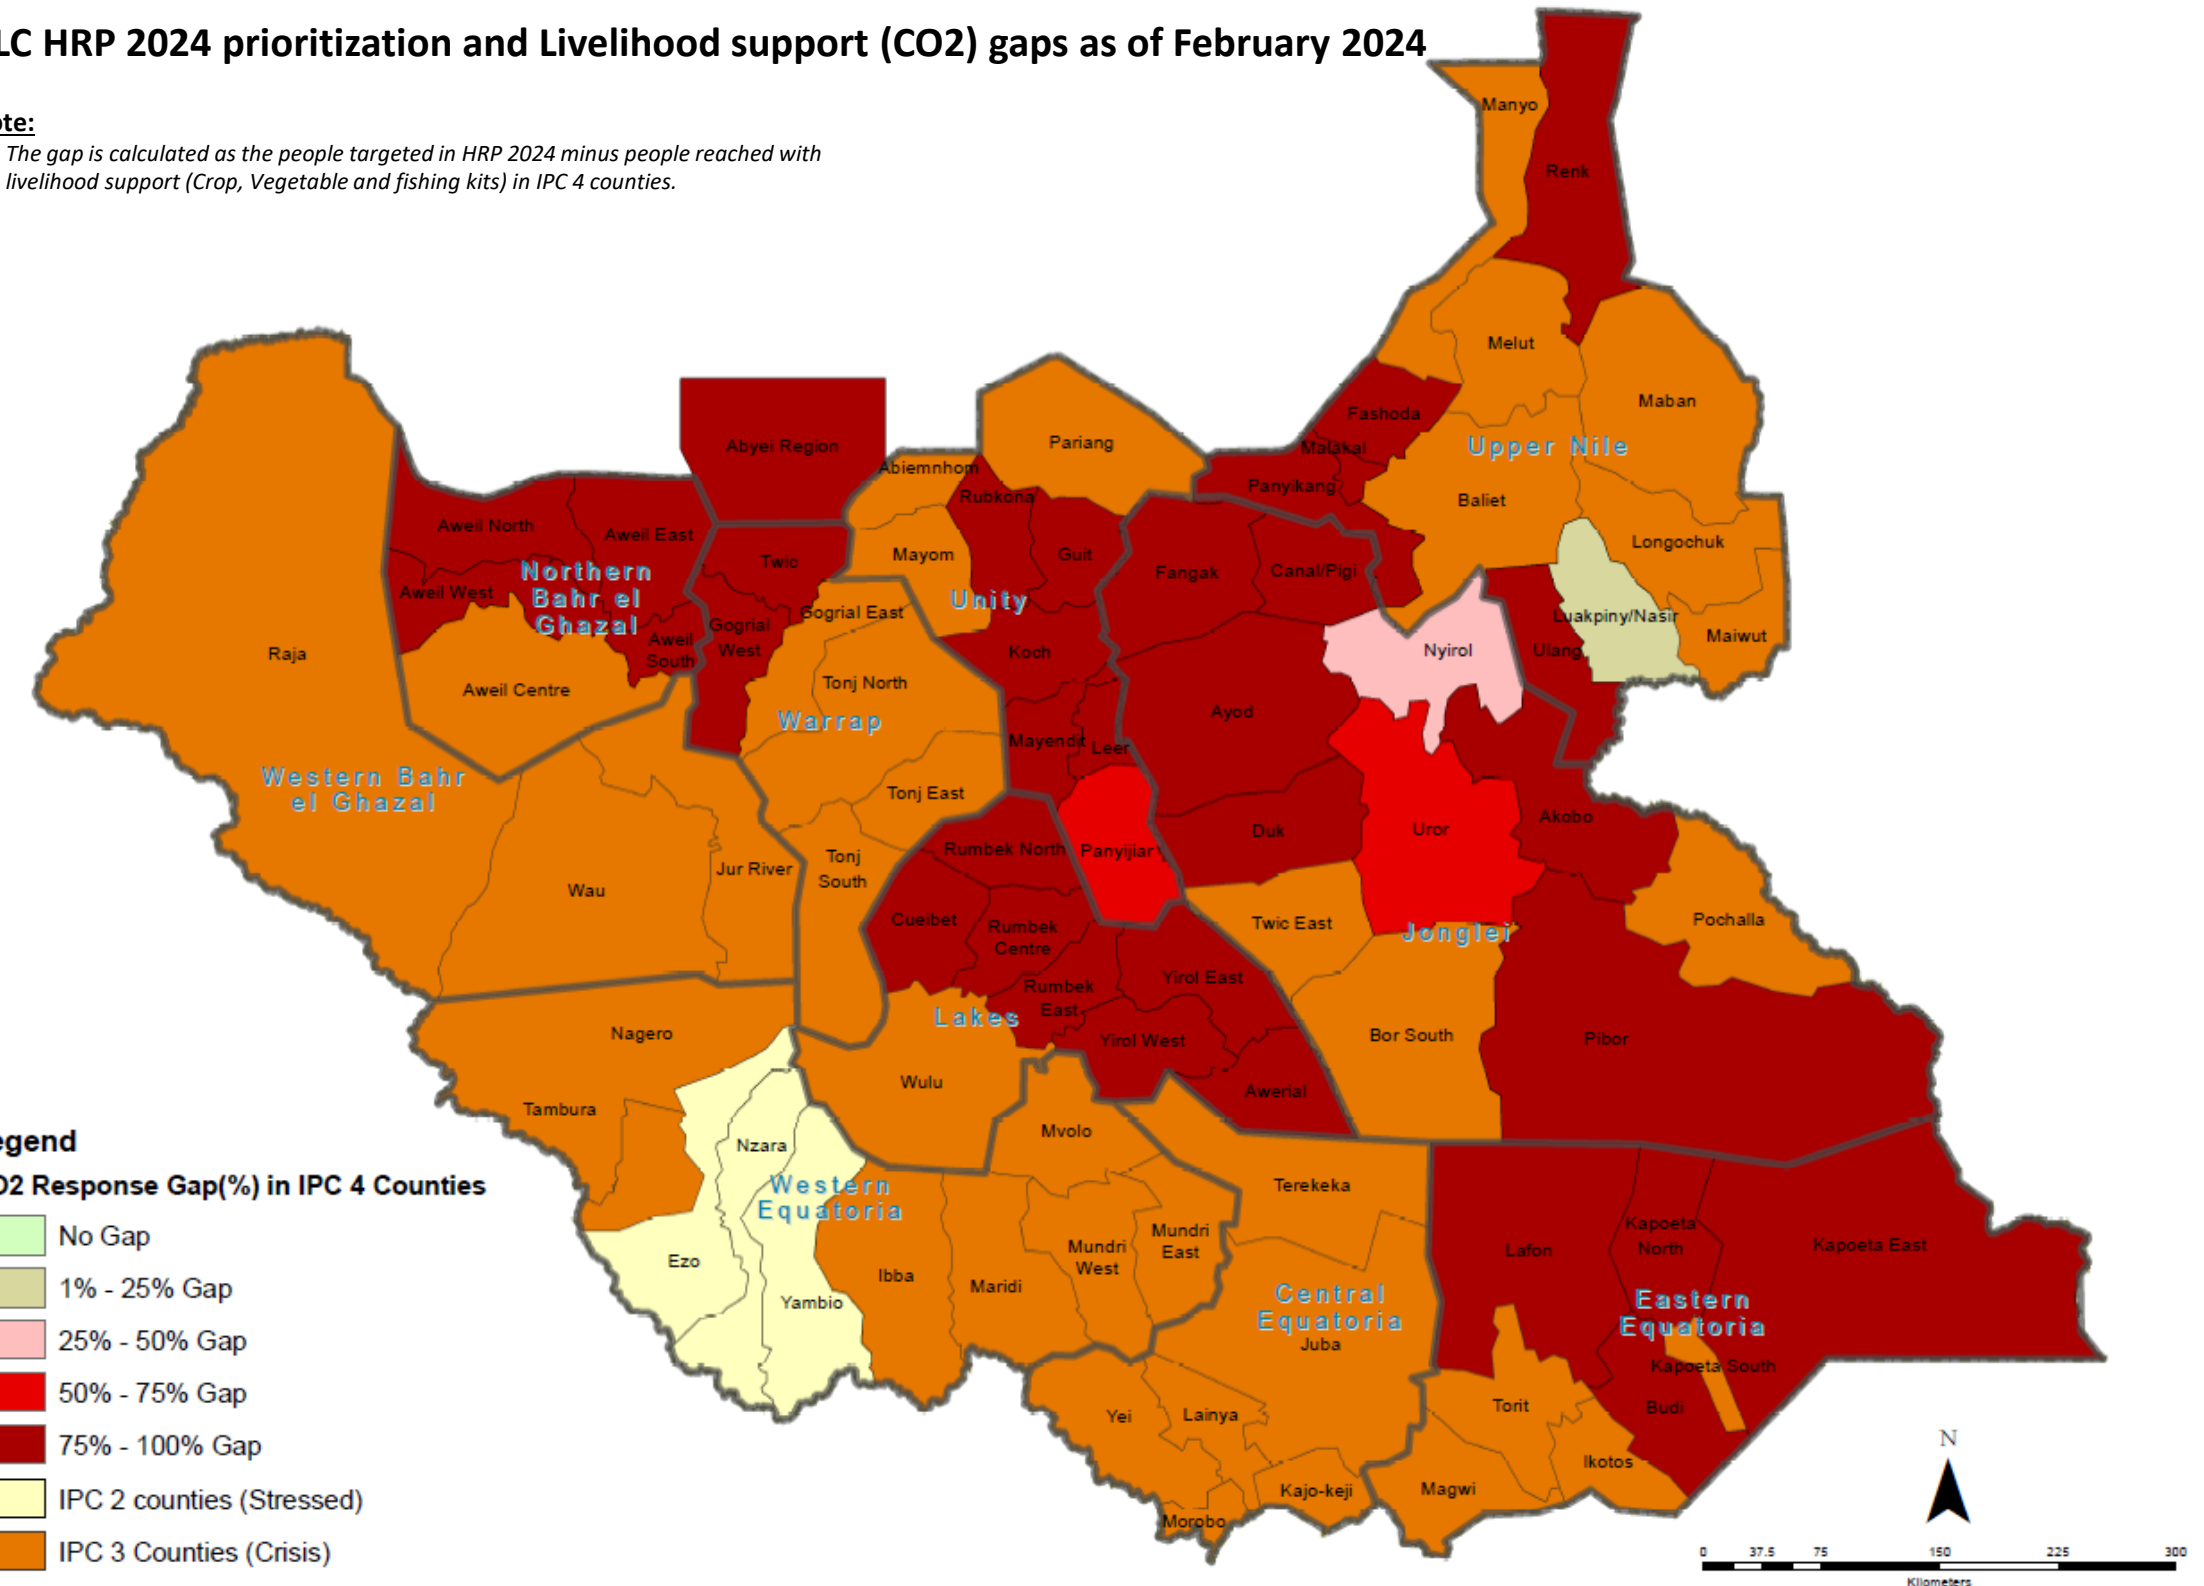 LC HRP 2024 prioritization and Livelihood support (CO2) gaps as of February 2024
ote:
The gap is calculated as the people targeted in HRP 2024 minus people reached with
livelihood support (Crop, Vegetable and fishing kits) in IPC 4 counties.
Manyo
Renk
Melut
Maban
Fashoda
Malakal
Upper Nile
Panyikang
Baliet
Longochuk
Luakpiny/Nasir
Maiwut
Ulang
Pariang
Abyei Region
Abiemnhom
Rubkona
Mayom
Guit
Unity
Koch
Mayendit
Leer
Panyijiar
Aweil North
Aweil East
Northern
Bahr el
Ghazal
Aweil West
Aweil
South
Aweil Centre
Twic
Gogrial East
Gogrial
West
Tonj North
Warrap
Tonj East
Tonj
South
Raja
Western Bahr
el Ghazal
Wau
Jur River
Fangak
Canal/Pigi
Nyirol
Ayod
Duk
Uror
Akobo
Twic East
Jonglei
Pochalla
Bor South
Pibor
Rumbek North
Cueibet
Rumbek
Centre
Rumbek
East
Yirol East
Lakes
Yirol West
Awerial
Wulu
Nagero
Tambura
Nzara
Western
Equatoria
Ezo
Yambio
Ibba
Maridi
Mvolo
Mundri
West
Mundri
East
Terekeka
Central
Equatoria
Juba
Yei
Lainya
Kajo-keji
Morobo
Lafon
Kapoeta
North
Kapoeta East
Eastern
Equatoria
Kapoeta South
Torit
Budi
Ikotos
Magwi
egend
O2 Response Gap(%) in IPC 4 Counties
No Gap
1% - 25% Gap
25% - 50% Gap
50% - 75% Gap
75% - 100% Gap
IPC 2 counties (Stressed)
IPC 3 Counties (Crisis)
N
0 37.5 75 150 225 300
Kilometers